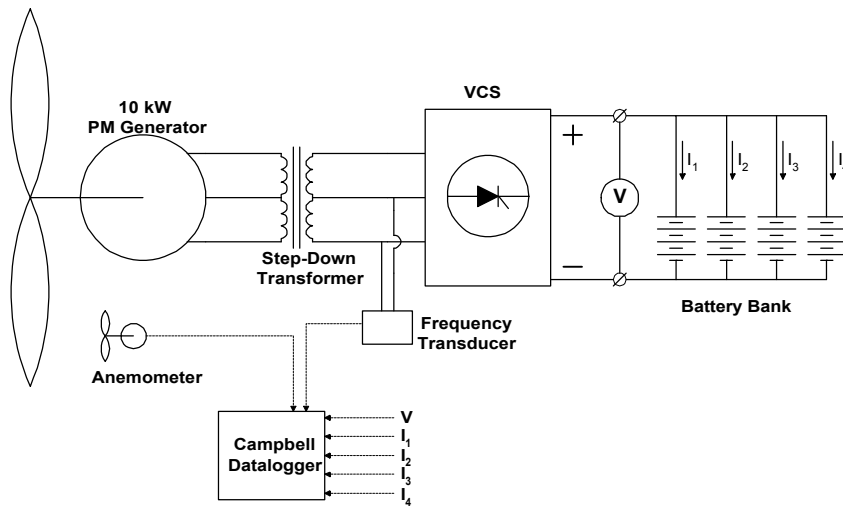 10 kW
PM Generator
VCS
+
V
−
I₁
I₂
I₃
Step-Down
Transformer
Battery Bank
Frequency
Transducer
Anemometer
Campbell
Datalogger
V
I₁
I₂
I₃
I₄